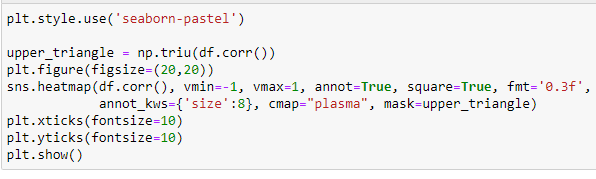 plt.style.use('seaborn-pastel')
upper_triangle = np.triu(df.corr())
plt.figure(figsize=(20,20))
sns.heatmap(df.corr(), vmin=-1, vmax=1, annot=True, square=True, fmt='0.3f',
annot_kws={'size':8}, cmap="plasma", mask=upper_triangle)
plt.xticks(fontsize=10)
plt.yticks(fontsize=10)
plt.show()